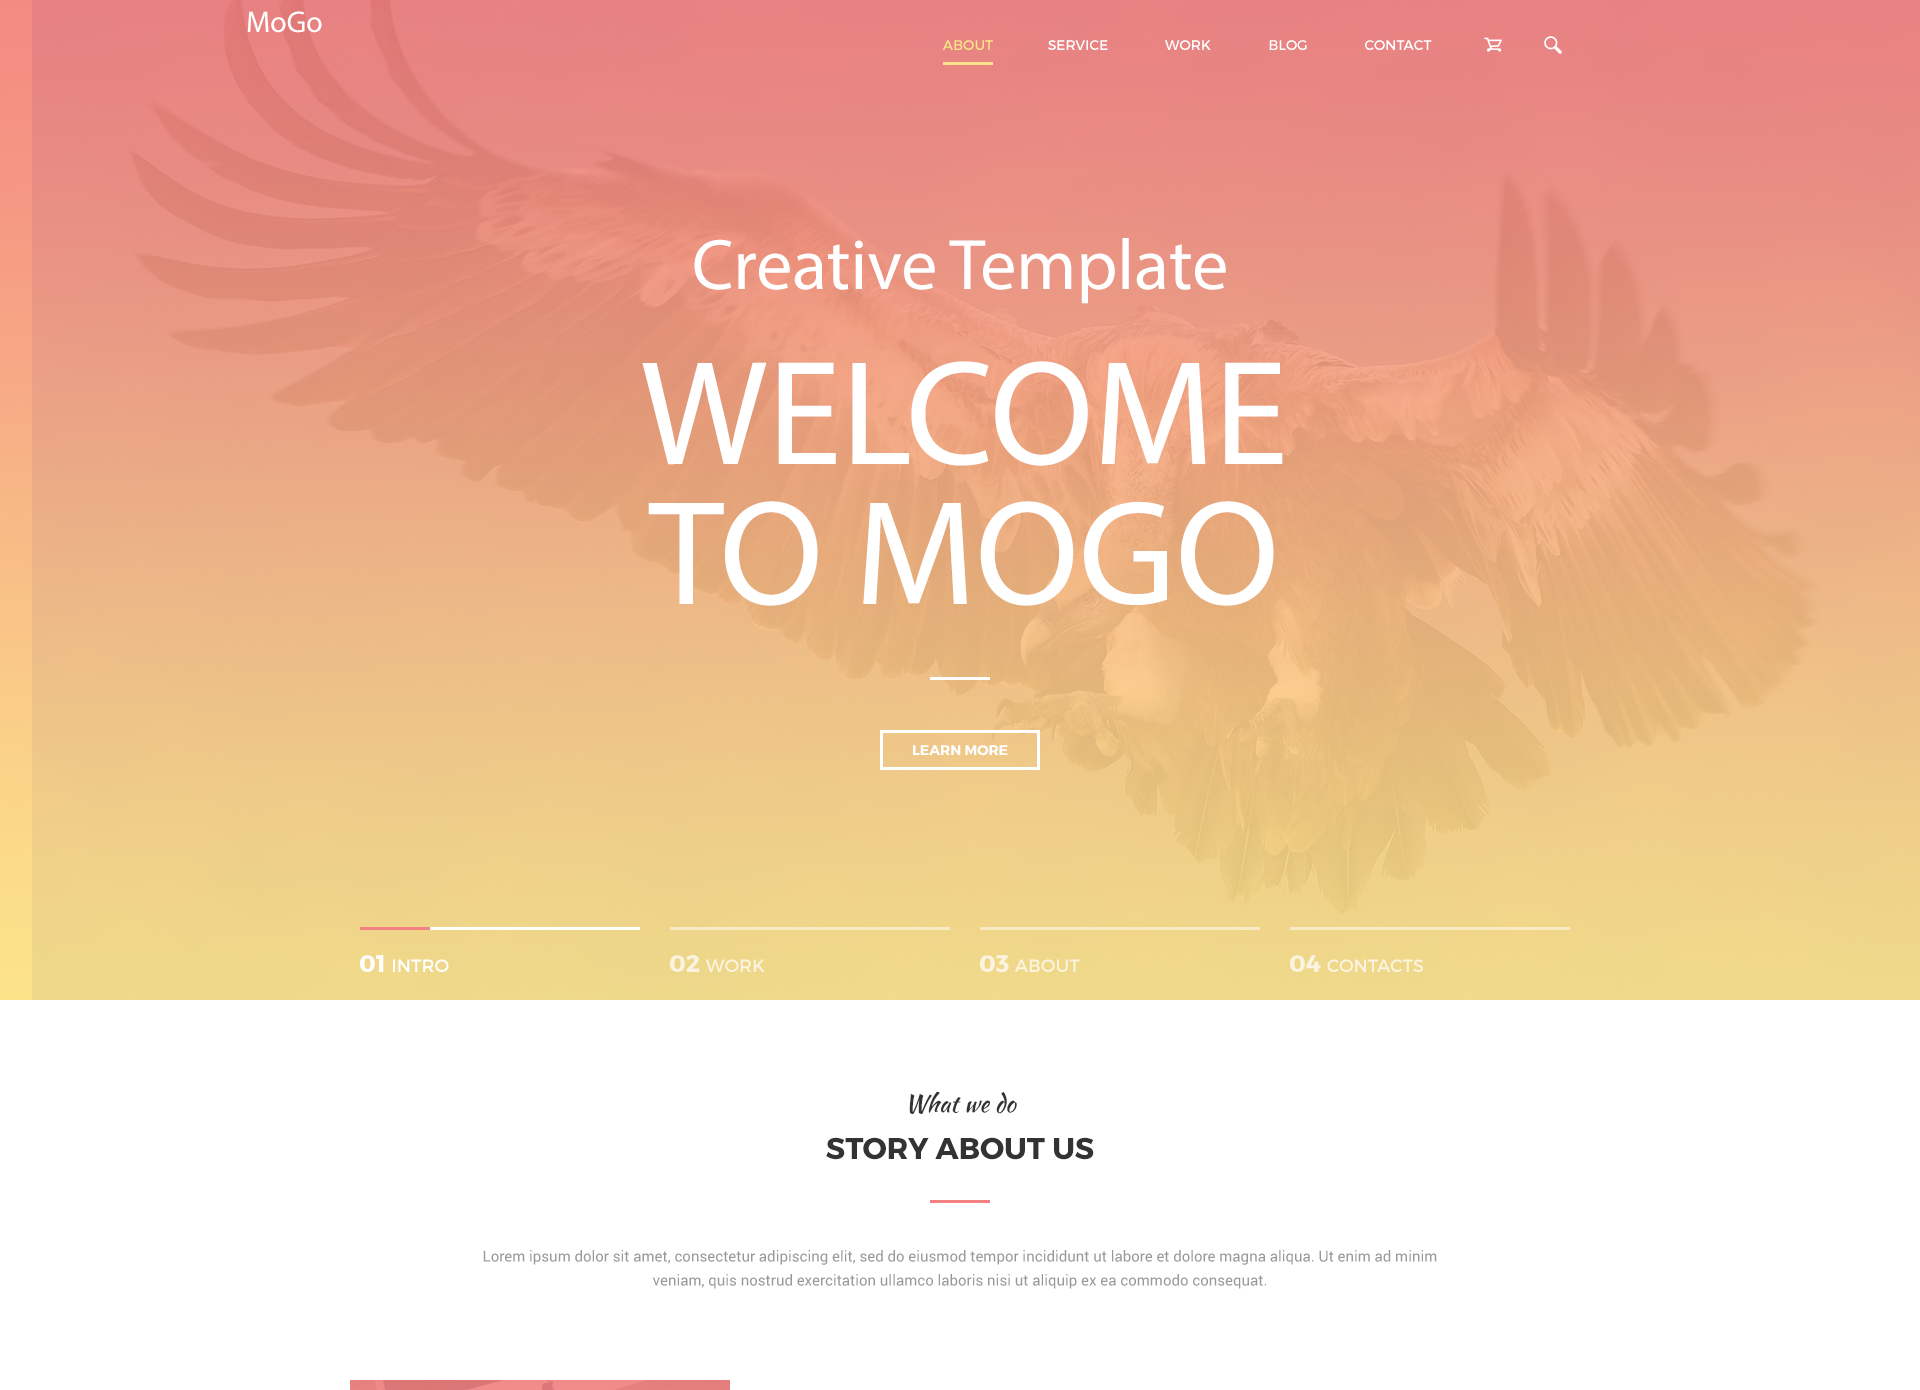 MoGo
ABOUT SERVICE WORK BLOG CONTACT
Creative Template
WELCOME
TO MOGO
LEARN MORE
01 INTRO 02 WORK 03 ABOUT 04 CONTACTS
What we do
STORY ABOUT US
Lorem ipsum dolor sit amet, consectetur adipiscing elit, sed do eiusmod tempor incididunt ut labore et dolore magna aliqua. Ut enim ad minim
veniam, quis nostrud exercitation ullamco laboris nisi ut aliquip ex ea commodo consequat.